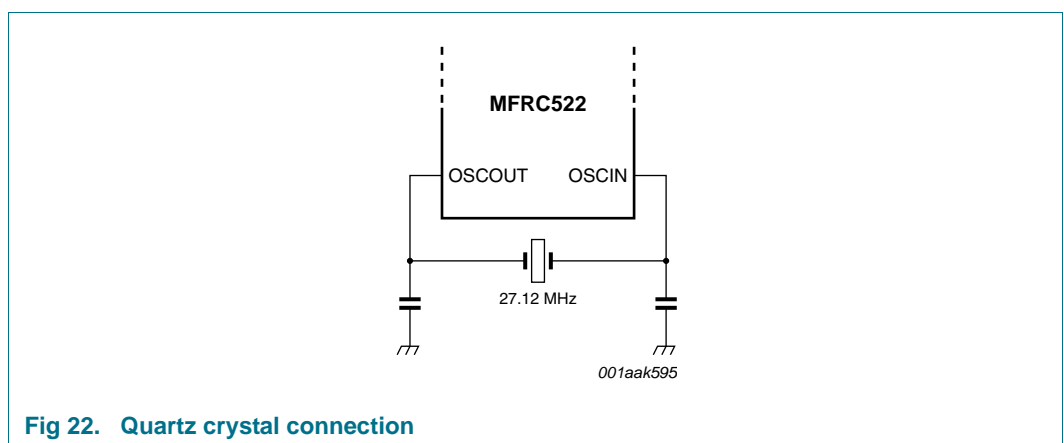 MFRC522
OSCOUT OSCIN
27.12 MHz
001aak595
Fig 22. Quartz crystal connection